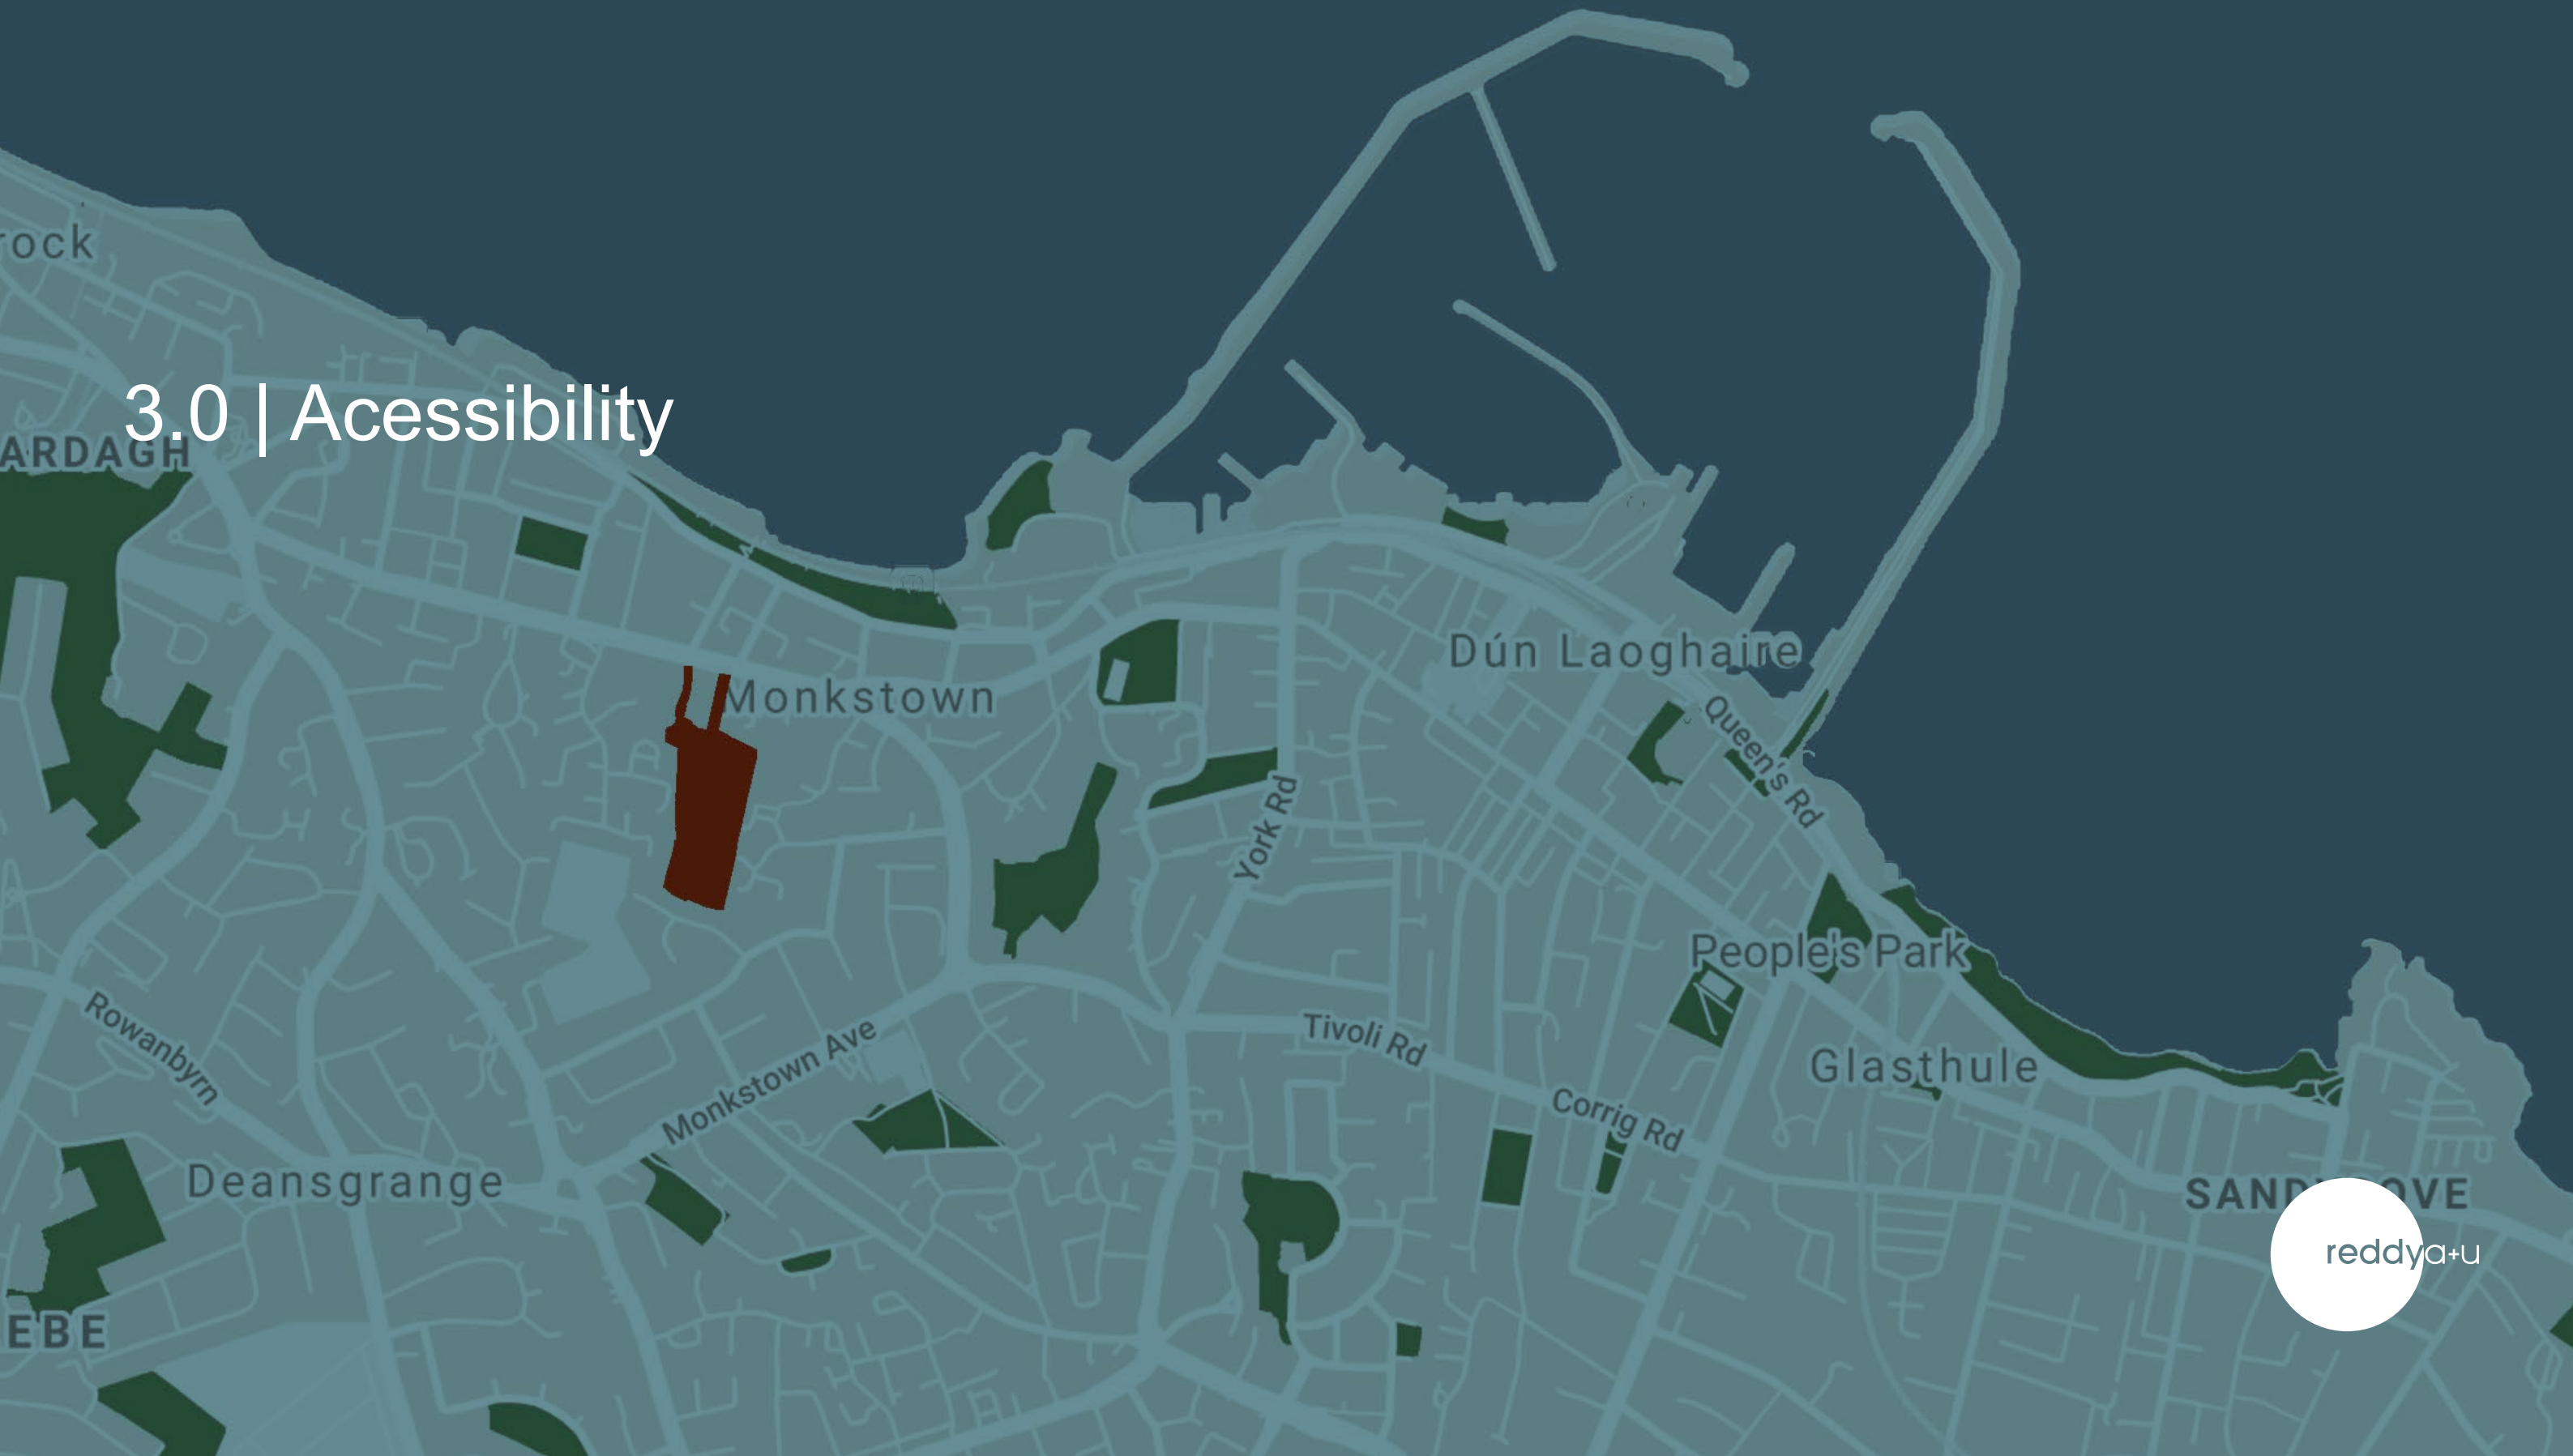 rock
3.0 | Acessibility
ARDAGH
Dún Laoghaire
Monkstown
Queen's Rd
York Rd
People's Park
Rowanbyrn
Monkstown Ave
Tivoli Rd
Glasthule
Corrig Rd
Deansgrange
reddya+u
EBE